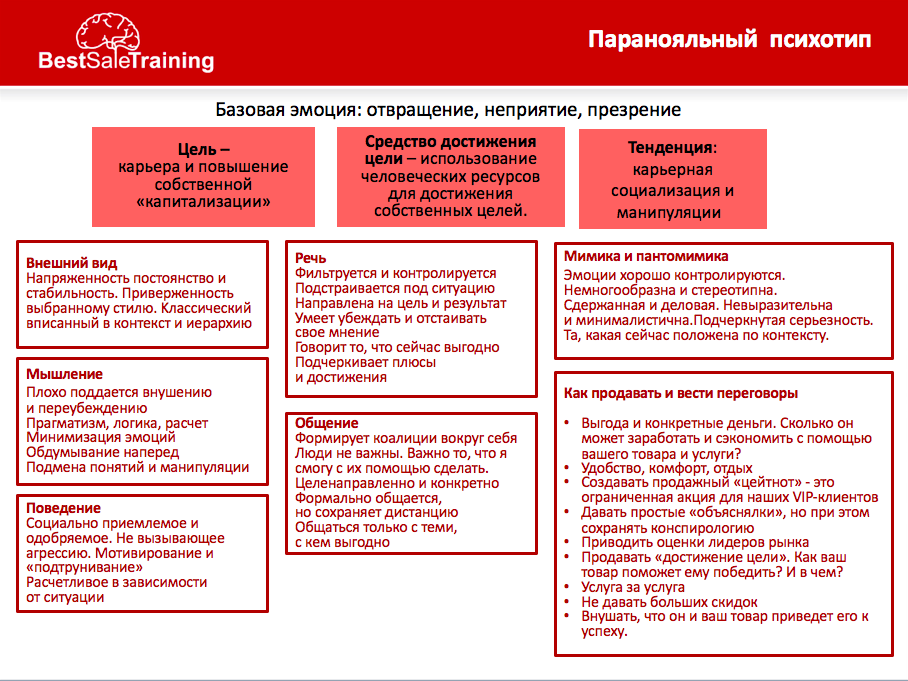 BestSaleTraining
Паранояльный психотип
Базовая эмоция: отвращение, неприятие, презрение
Цель –
карьера и повышение
собственной
«капитализации»
Средство достижения
цели – использование
человеческих ресурсов
для достижения
собственных целей.
Тенденция:
карьерная
социализация и
манипуляции
Внешний вид
Напряженность постоянство и
стабильность. Приверженность
выбранному стилю. Классический
вписанный в контекст и иерархию
Мышление
Плохо поддается внушению
и переубеждению
Прагматизм, логика, расчет
Минимизация эмоций
Обдумывание наперед
Подмена понятий и манипуляции
Поведение
Социально приемлемое и
одобряемое. Не вызывающее
агрессию. Мотивирование и
«подтрунивание»
Расчетливое в зависимости
от ситуации
Речь
Фильтруется и контролируется
Подстраивается под ситуацию
Направлена на цель и результат
Умеет убеждать и отстаивать
свое мнение
Говорит то, что сейчас выгодно
Подчеркивает плюсы
и достижения
Общение
Формирует коалиции вокруг себя
Люди не важны. Важно то, что я
смогу с их помощью сделать.
Целенаправленно и конкретно
Формально общается,
но сохраняет дистанцию
Общаться только с теми,
с кем выгодно
Мимика и пантомимика
Эмоции хорошо контролируются.
Немногообразна и стереотипна.
Сдержанная и деловая. Невыразительна
и минималистична.Подчеркнутая серьезность.
Та, какая сейчас положена по контексту.
Как продавать и вести переговоры
• Выгода и конкретные деньги. Сколько он
может заработать и сэкономить с помощью
вашего товара и услуги?
• Удобство, комфорт, отдых
• Создавать продажный «цейтнот» - это
ограниченная акция для наших VIP-клиентов
• Давать простые «объяснялки», но при этом
сохранять конспирологию
• Приводить оценки лидеров рынка
• Продавать «достижение цели». Как ваш
товар поможет ему победить? И в чем?
• Услуга за услуга
• Не давать больших скидок
• Внушать, что он и ваш товар приведет его к
успеху.